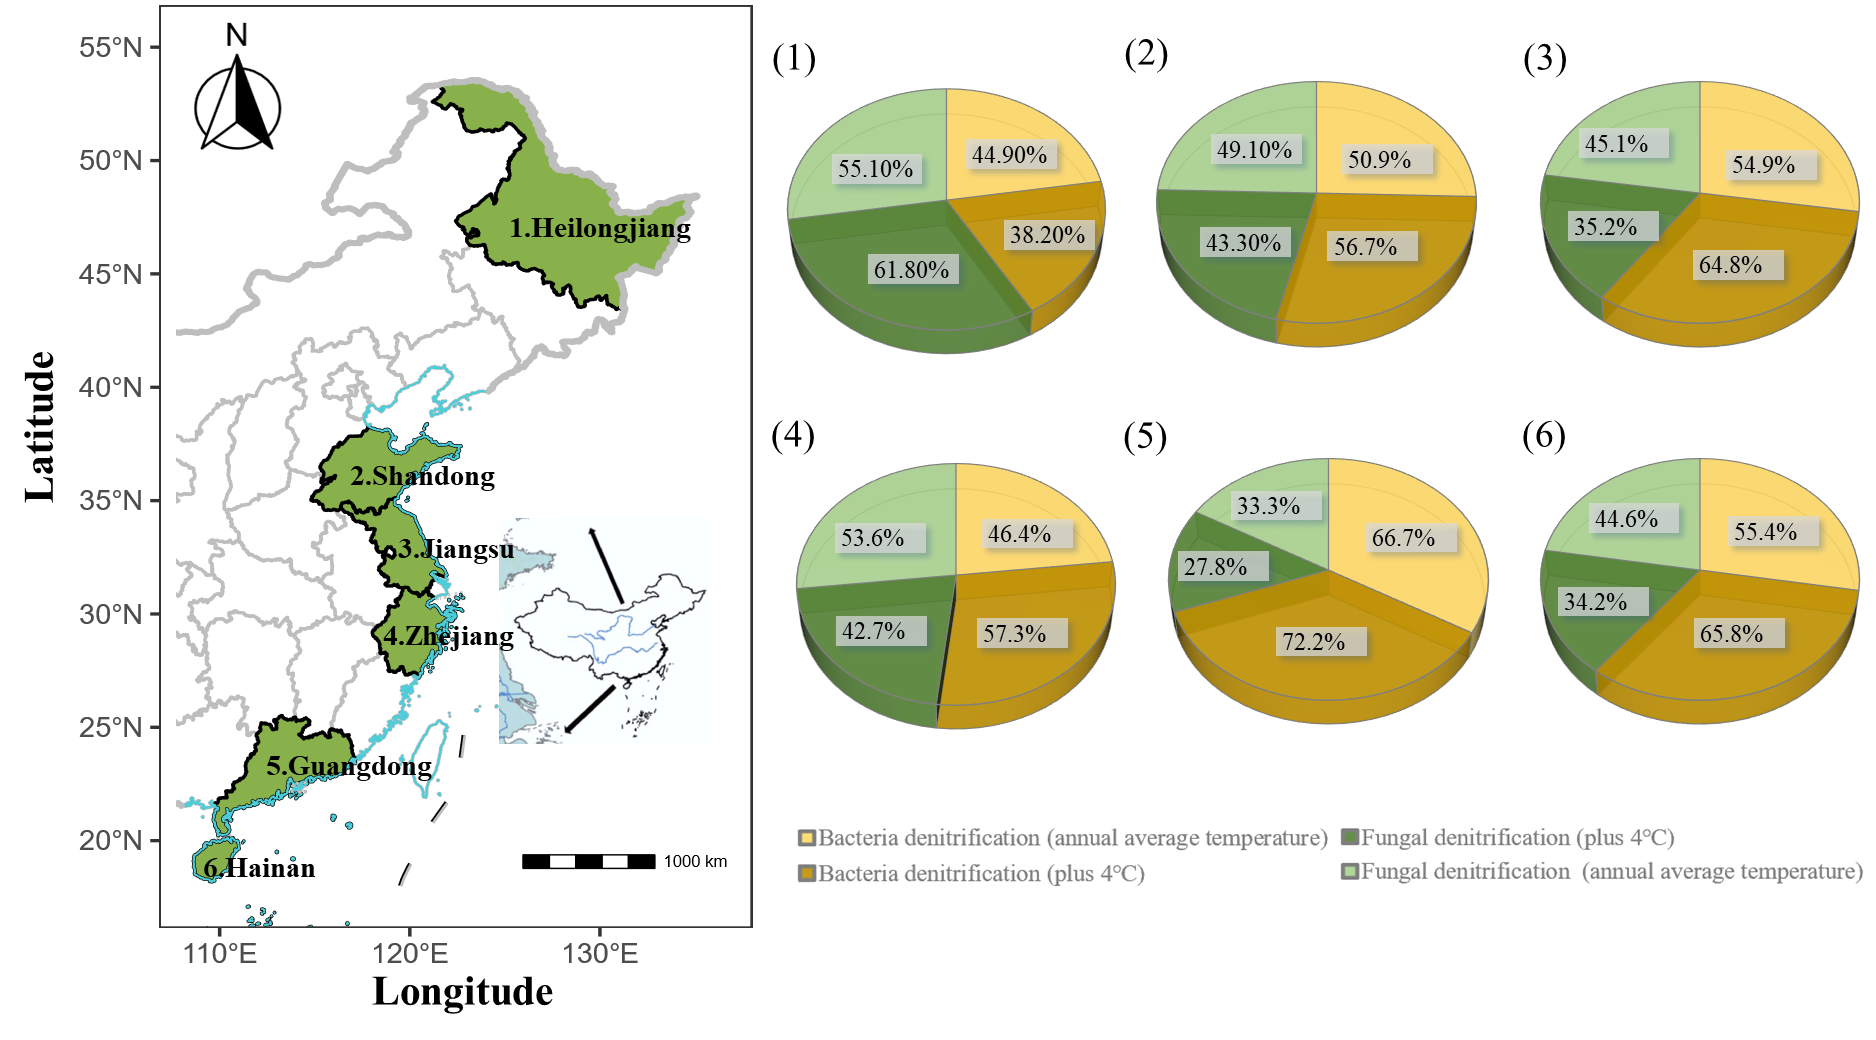 N
55°N
50°N
45°N
40°N
35°N
30°N
25°N
20°N
Latitude
1.Heilongjiang
2.Shandong
3.Jiangsu
4.Zhejiang
5.Guangdong
6.Hainan
1000 km
110°E
120°E
130°E
Longitude
(1)
55.10%
44.90%
38.20%
61.80%
(2)
49.10%
50.9%
43.30%
56.7%
(3)
45.1%
54.9%
35.2%
64.8%
(4)
53.6%
46.4%
42.7%
57.3%
(5)
33.3%
66.7%
27.8%
72.2%
(6)
44.6%
55.4%
34.2%
65.8%
Bacteria denitrification (annual average temperature)
Fungal denitrification (plus 4°C)
Bacteria denitrification (plus 4°C)
Fungal denitrification (annual average temperature)